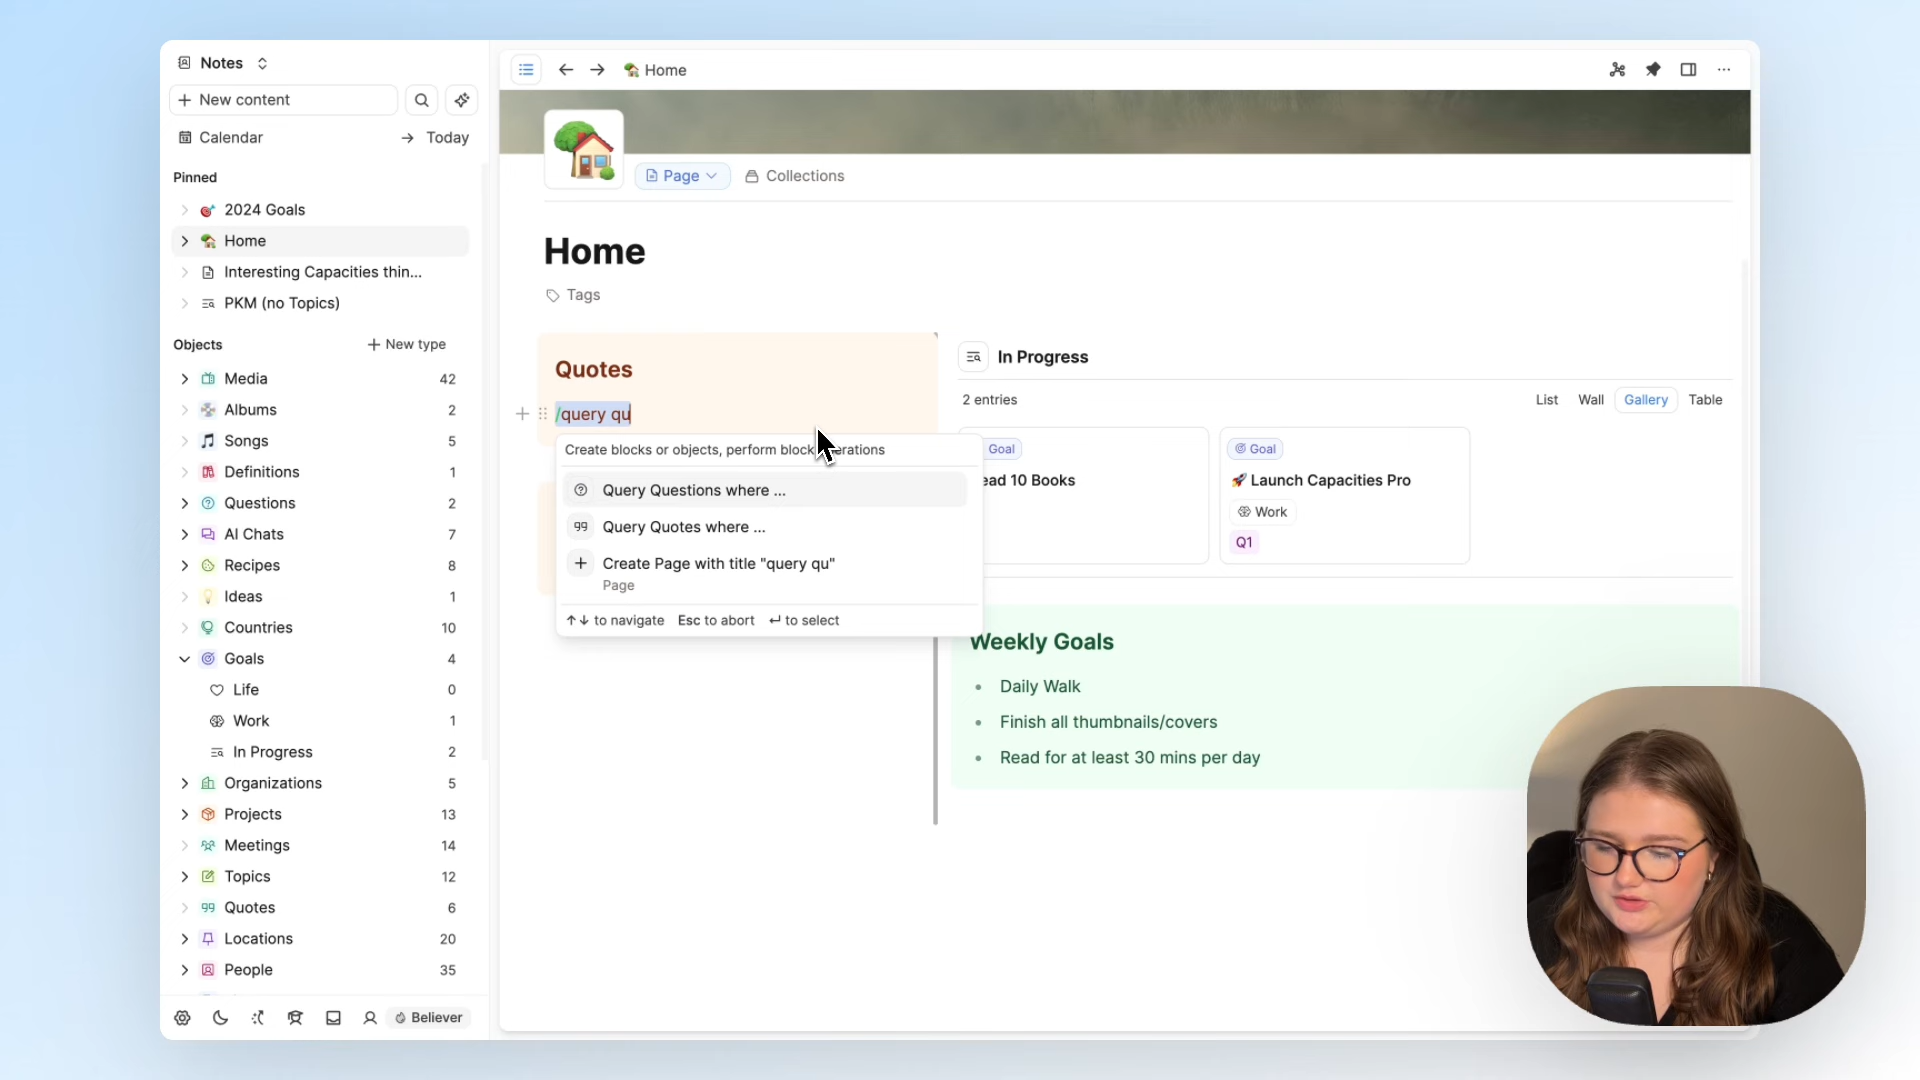 Notes
New content
Calendar
Today
Pinned
2024 Goals
Home
Interesting Capacities thin...
PKM (no Topics)
Objects
New type
Media 42
Albums 2
Songs 5
Definitions 1
Questions 2
AI Chats 7
Recipes 8
Ideas 1
Countries 10
Goals 4
Life 0
Work 1
In Progress 2
Organizations 5
Projects 13
Meetings 14
Topics 12
Quotes 6
Locations 20
People 35
Believer
Home
Page
Collections
Home
Tags
Quotes
/query qu
Create blocks or objects, perform block
Query Questions where ...
Query Quotes where ...
Create Page with title "query qu"
Page
to navigate Esc to abort to select
In Progress
2 entries
List Wall Gallery Table
Goal
10 Books
Goal
Launch Capacities Pro
Work
Q1
Weekly Goals
Daily Walk
Finish all thumbnails/covers
Read for at least 30 mins per day